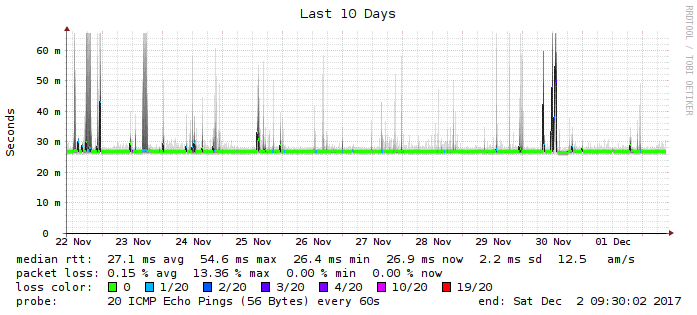 Last 10 Days
RRDTOOL / TOBI OETIKER
Seconds
60 m
50 m
40 m
30 m
20 m
10 m
0
22 Nov 23 Nov 24 Nov 25 Nov 26 Nov 27 Nov 28 Nov 29 Nov 30 Nov 01 Dec
median rtt: 27.1 ms avg 54.6 ms max 26.4 ms min 26.9 ms now 2.2 ms sd 12.5 am/s
packet loss: 0.15 % avg 13.36 % max 0.00 % min 0.00 % now
loss color: 0 1/20 2/20 3/20 4/20 10/20 19/20
probe: 20 ICMP Echo Pings (56 Bytes) every 60s end: Sat Dec 2 09:30:02 2017